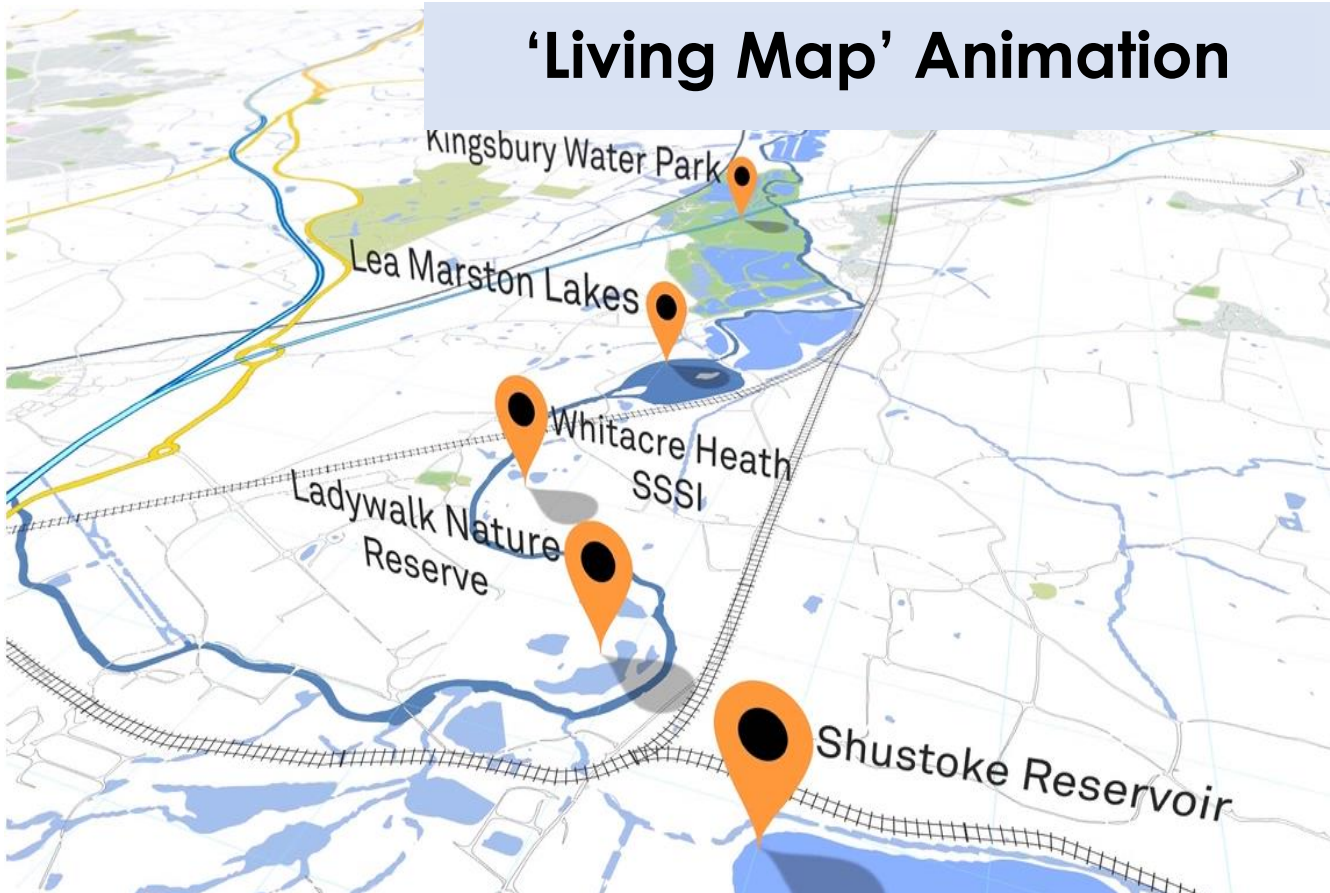 ‘Living Map’ Animation
Kingsbury Water Park
Lea Marston Lakes
Whitacre Heath
SSSI
Ladywalk Nature
Reserve
Shustoke Reservoir